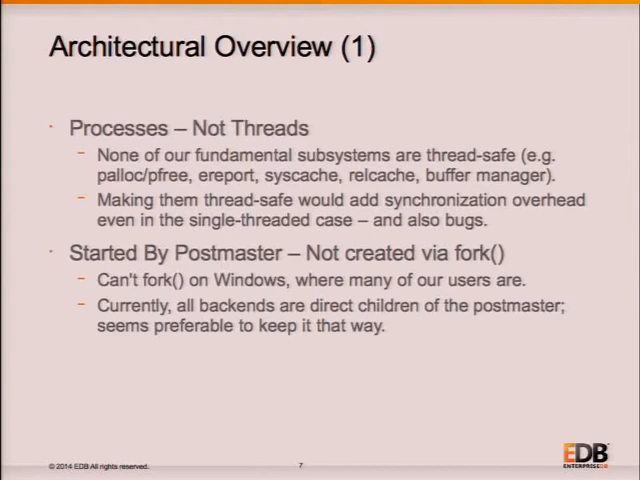 Architectural Overview (1)
· Processes – Not Threads
– None of our fundamental subsystems are thread-safe (e.g.
palloc/pfree, ereport, syscache, relcache, buffer manager).
– Making them thread-safe would add synchronization overhead
even in the single-threaded case – and also bugs.
· Started By Postmaster – Not created via fork()
– Can't fork() on Windows, where many of our users are.
– Currently, all backends are direct children of the postmaster;
seems preferable to keep it that way.
© 2014 EDB All rights reserved.
7
EDB
ENTERPRISEDB